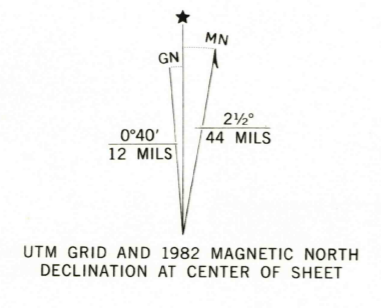 ★
GN MN
0°40′
12 MILS
2½°
44 MILS
UTM GRID AND 1982 MAGNETIC NORTH
DECLINATION AT CENTER OF SHEET